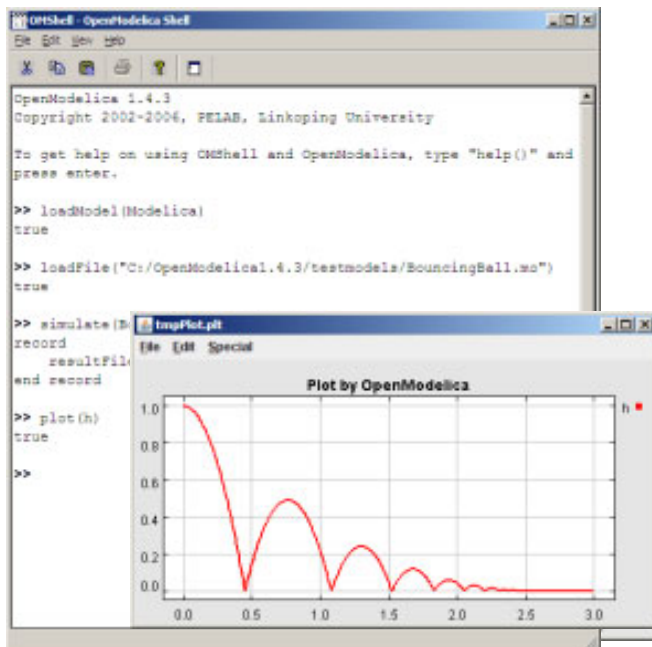 OMShell - OpenModelica Shell
File Edit View Help
OpenModelica 1.4.3
Copyright 2002-2006, PELAB, Linkoping University
To get help on using OMShell and OpenModelica, type "help()" and
press enter.
>> loadModel(Modelica)
true
>> loadFile("C:/OpenModelica1.4.3/testmodels/BouncingBall.mo")
true
>> simulate(Bo
record
resultFile
end record
>> plot(h)
true
>>
tmpPlot.plt
File Edit Special
Plot by OpenModelica
h
1.0
0.8
0.6
0.4
0.2
0.0
0.0 0.5 1.0 1.5 2.0 2.5 3.0